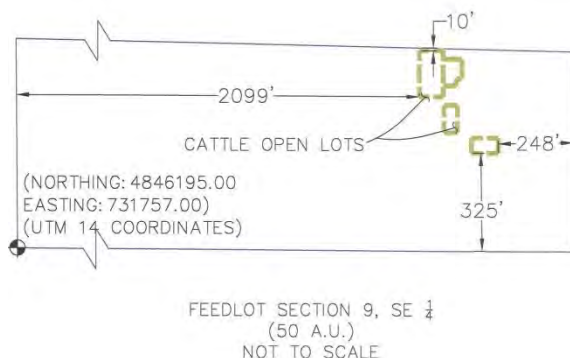 10'
2099'
CATTLE OPEN LOTS
248'
(NORTHING: 4846195.00
EASTING: 731757.00)
(UTM 14 COORDINATES)
325'
FEEDLOT SECTION 9, SE ¼
(50 A.U.)
NOT TO SCALE